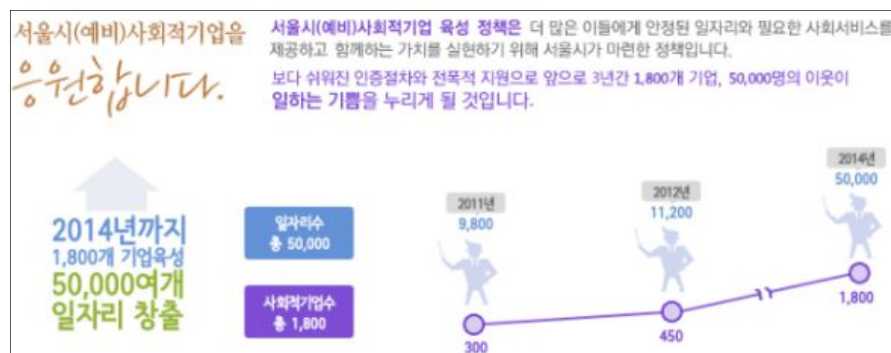 서울시(예비)사회적기업을
응원합니다.
서울시(예비)사회적기업 육성 정책은 더 많은 이들에게 안정된 일자리와 필요한 사회서비스를
제공하고 함께하는 가치를 실현하기 위해 서울시가 마련한 정책입니다.
보다 쉬워진 인증절차와 전폭적 지원으로 앞으로 3년간 1,800개 기업, 50,000명의 이웃이
일하는 기쁨을 누리게 될 것입니다.
2014년까지
1,800개 기업육성
50,000여개
일자리 창출
일자리수
총 50,000
사회적기업수
총 1,800
2011년
9,800
300
2012년
11,200
450
2014년
50,000
1,800